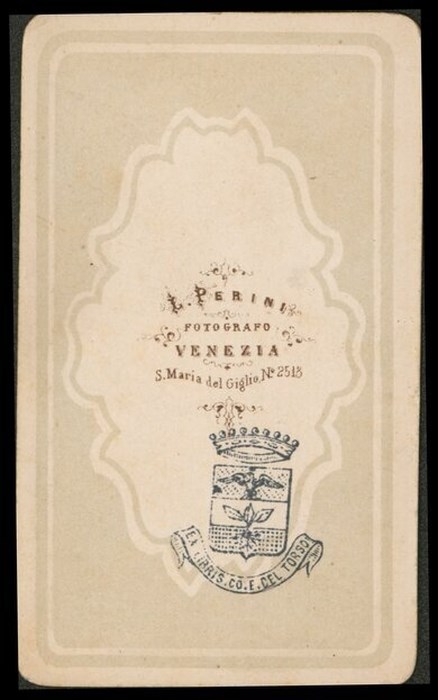 L. PERINI
FOTOGRAFO
VENEZIA
S. Maria del Giglio, Nº 2513
EX LIBRIS. CO. E. DEL TORSO